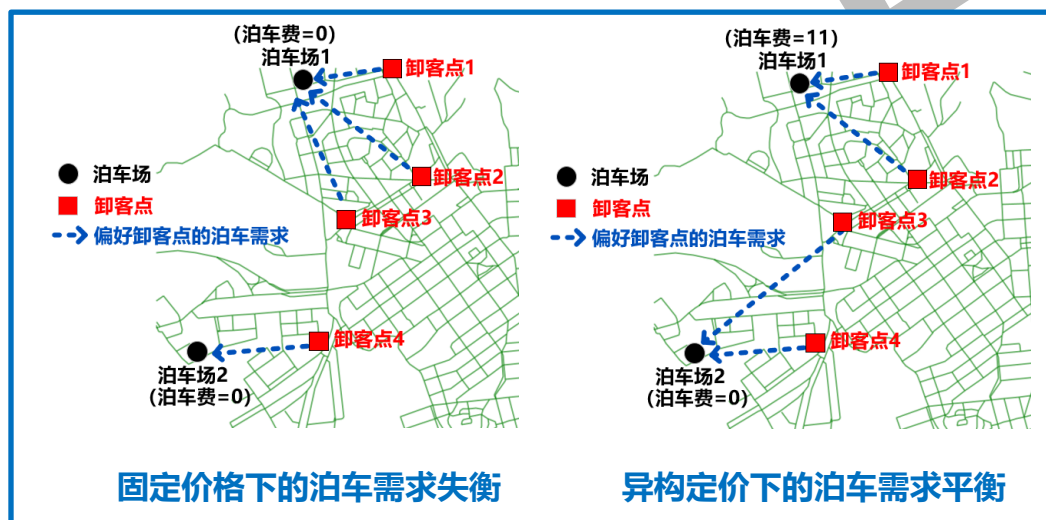 (泊车费=0)
泊车场1
卸客点1
卸客点2
卸客点3
卸客点4
泊车场
卸客点
偏好卸客点的泊车需求
泊车场2
(泊车费=0)
固定价格下的泊车需求失衡
(泊车费=11)
泊车场1
卸客点1
卸客点2
卸客点3
卸客点4
泊车场
卸客点
偏好卸客点的泊车需求
泊车场2
(泊车费=0)
异构定价下的泊车需求平衡